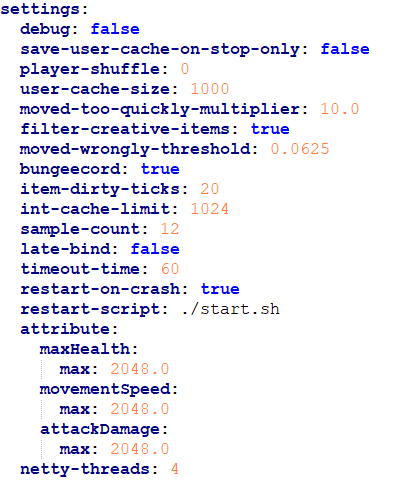 settings:
  debug: false
  save-user-cache-on-stop-only: false
  player-shuffle: 0
  user-cache-size: 1000
  moved-too-quickly-multiplier: 10.0
  filter-creative-items: true
  moved-wrongly-threshold: 0.0625
  bungeecord: true
  item-dirty-ticks: 20
  int-cache-limit: 1024
  sample-count: 12
  late-bind: false
  timeout-time: 60
  restart-on-crash: true
  restart-script: ./start.sh
  attribute:
    maxHealth:
      max: 2048.0
    movementSpeed:
      max: 2048.0
    attackDamage:
      max: 2048.0
  netty-threads: 4